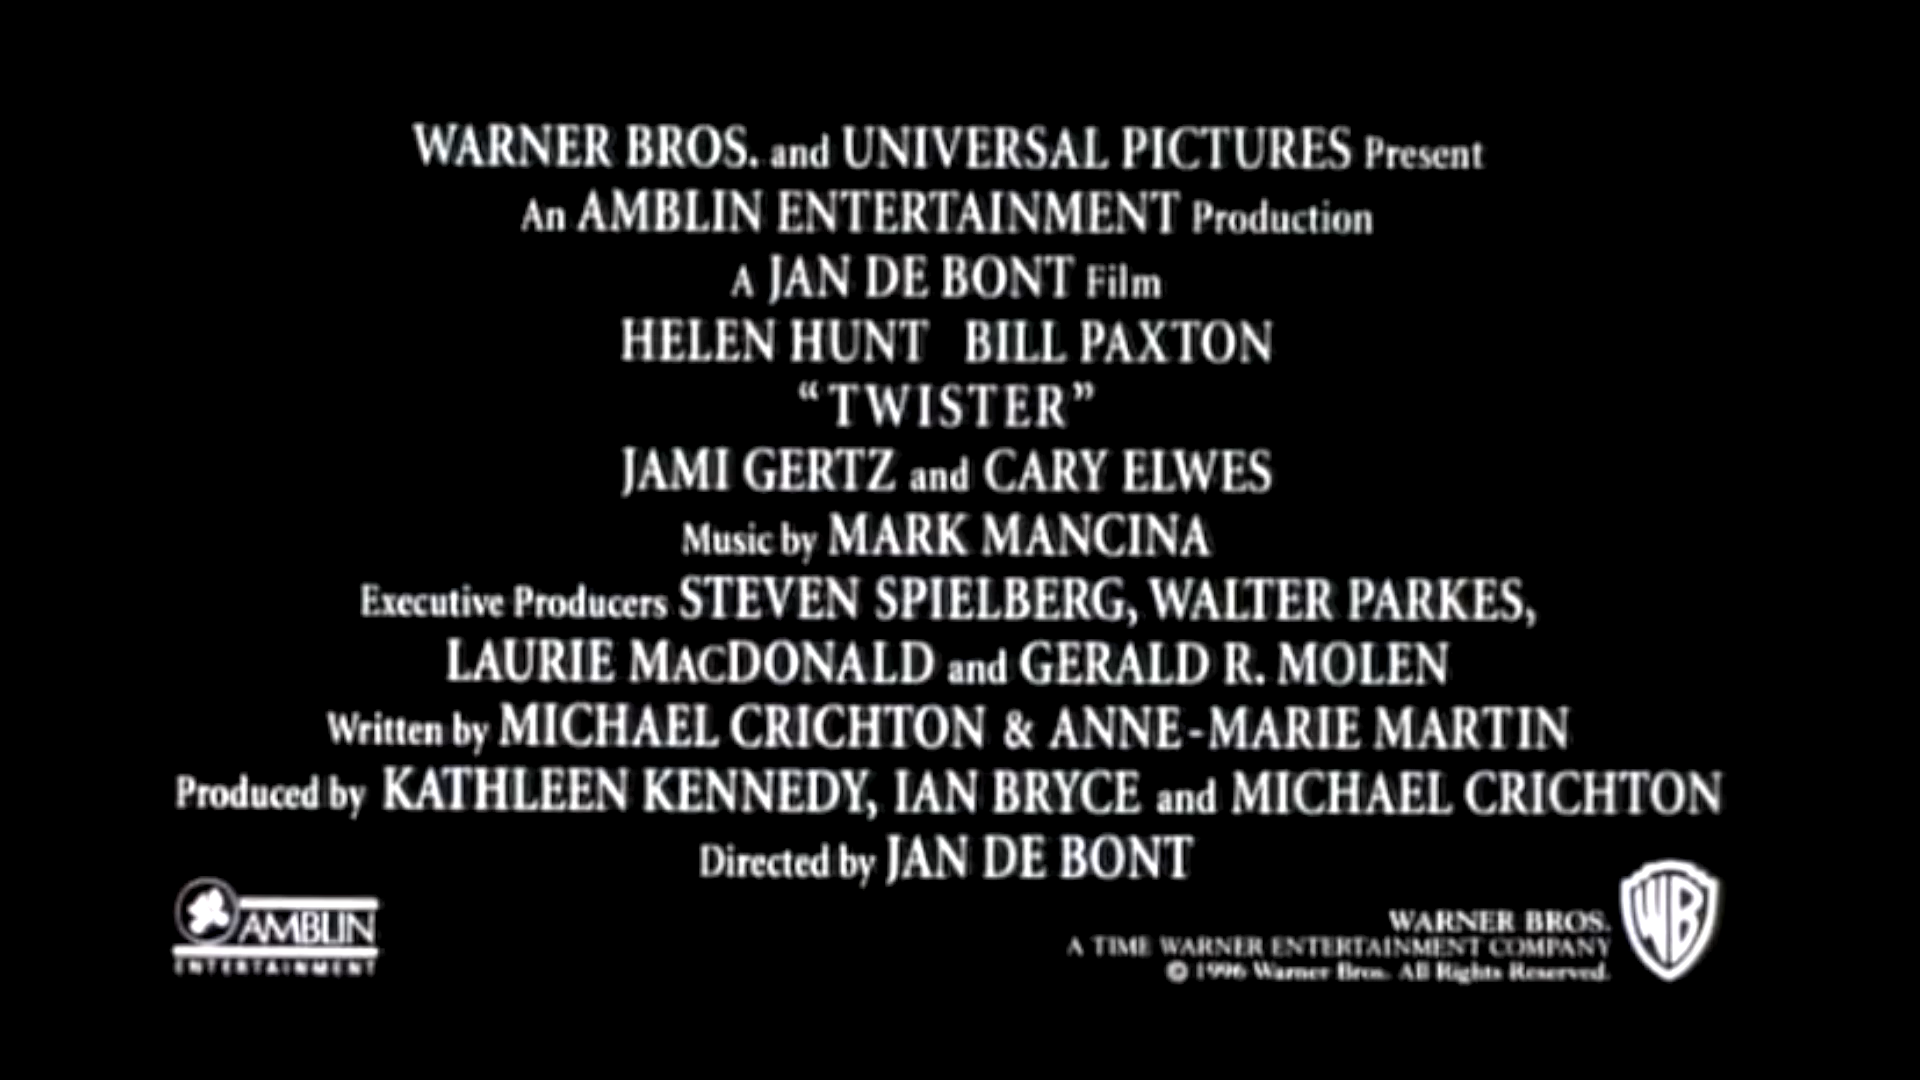 WARNER BROS. and UNIVERSAL PICTURES Present
An AMBLIN ENTERTAINMENT Production
A JAN DE BONT Film
HELEN HUNT BILL PAXTON
“TWISTER”
JAMI GERTZ and CARY ELWES
Music by MARK MANCINA
Executive Producers STEVEN SPIELBERG, WALTER PARKES,
LAURIE MACDONALD and GERALD R. MOLEN
Written by MICHAEL CRICHTON & ANNE-MARIE MARTIN
Produced by KATHLEEN KENNEDY, IAN BRYCE and MICHAEL CRICHTON
Directed by JAN DE BONT
AMBLIN
ENTERTAINMENT
WARNER BROS.
A TIME WARNER ENTERTAINMENT COMPANY
© 1996 Warner Bros. All Rights Reserved.
WB